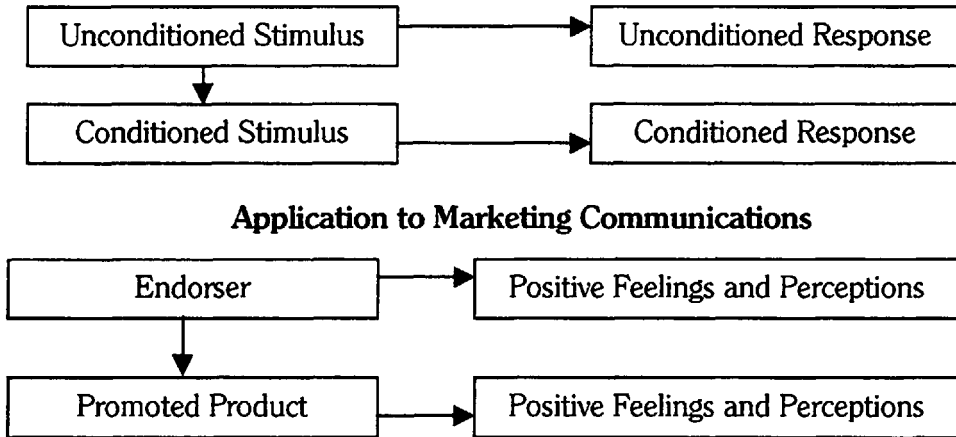 Unconditioned Stimulus
Unconditioned Response
Conditioned Stimulus
Conditioned Response
Application to Marketing Communications
Endorser
Positive Feelings and Perceptions
Promoted Product
Positive Feelings and Perceptions